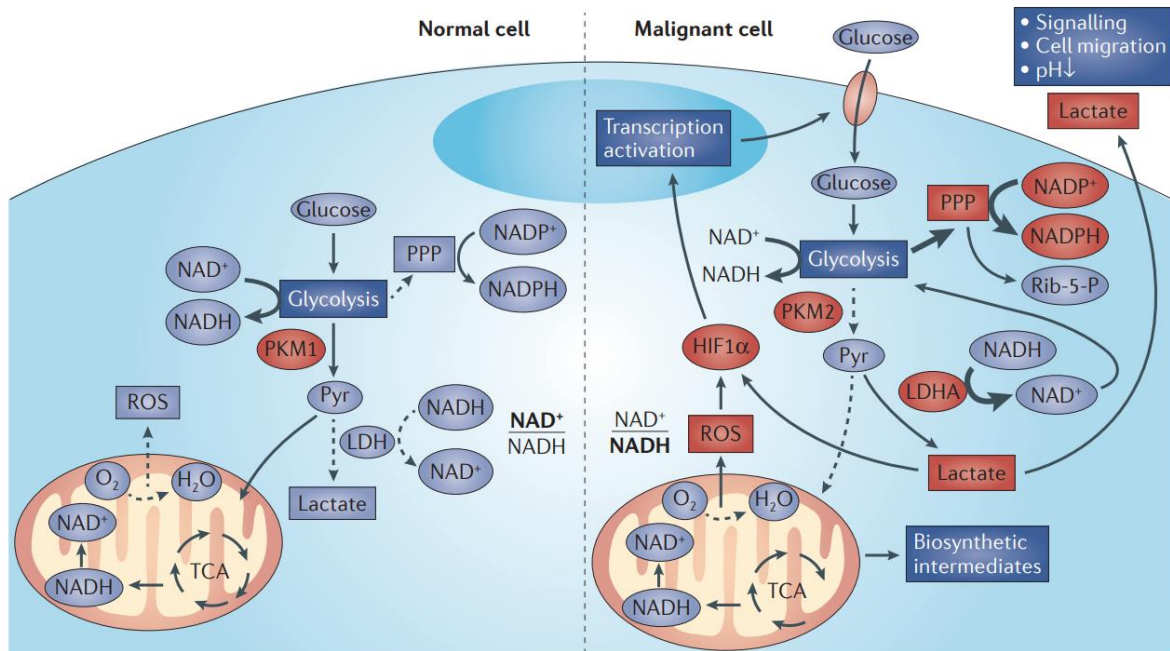 Normal cell
Glucose
NAD⁺
NADH
Glycolysis
PPP
NADP⁺
NADPH
PKM1
Pyr
ROS
LDH
NADH
NAD⁺
NAD⁺
NADH
Lactate
O₂
H₂O
NAD⁺
NADH
TCA
Malignant cell
Glucose
• Signalling
• Cell migration
• pH↓
Lactate
Transcription
activation
Glucose
PPP
NADP⁺
NADPH
NAD⁺
NADH
Glycolysis
Rib-5-P
PKM2
HIF1α
Pyr
NADH
LDHA
NAD⁺
NAD⁺
NADH
ROS
Lactate
O₂
H₂O
NAD⁺
NADH
TCA
Biosynthetic
intermediates